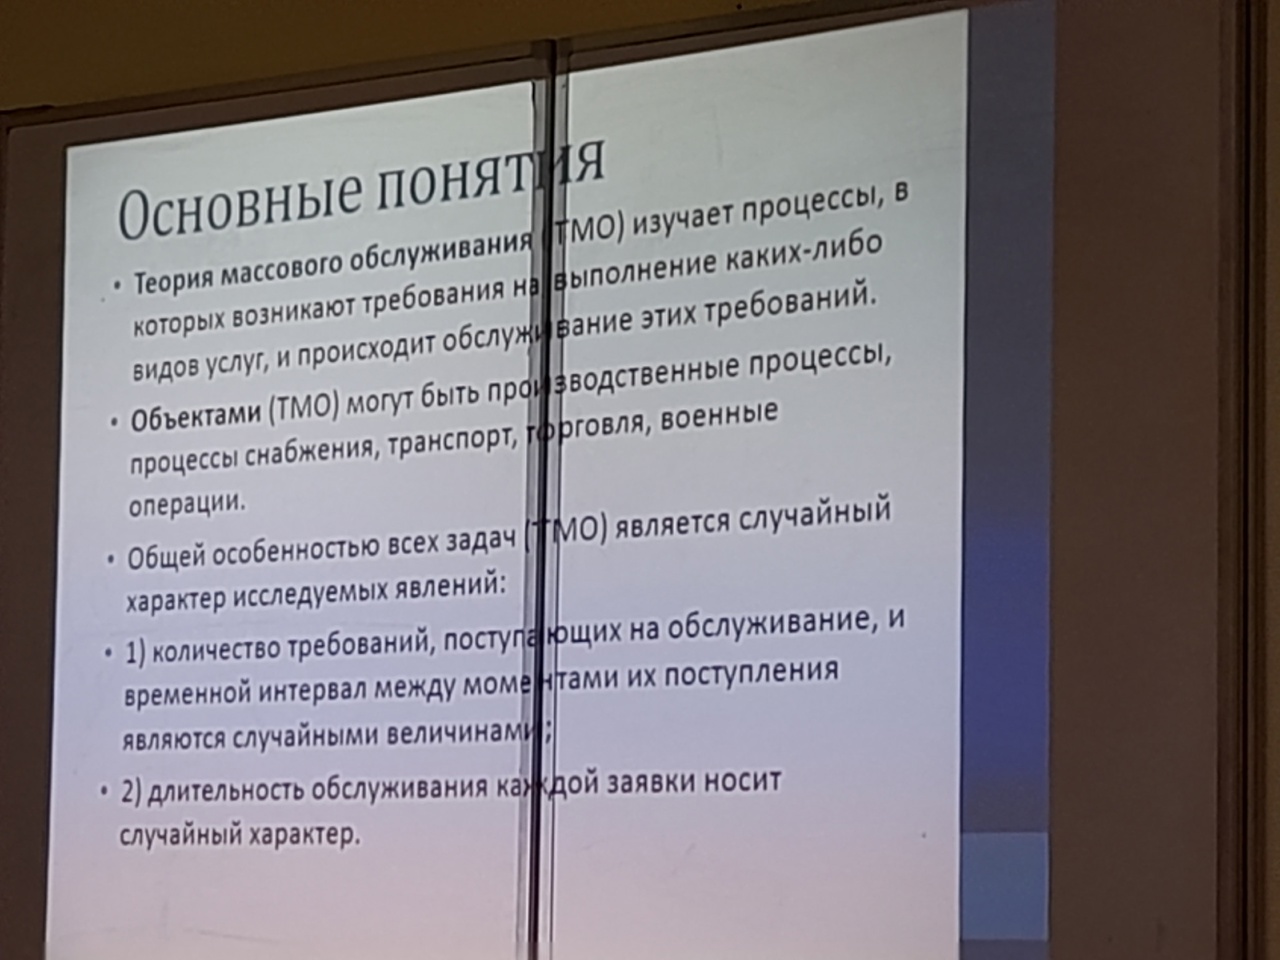 Основные понятия
• Теория массового обслуживания (ТМО) изучает процессы, в
которых возникают требования на выполнение каких-либо
видов услуг, и происходит обслуживание этих требований.
• Объектами (ТМО) могут быть производственные процессы,
процессы снабжения, транспорт, торговля, военные
операции.
• Общей особенностью всех задач (ТМО) является случайный
характер исследуемых явлений:
• 1) количество требований, поступающих на обслуживание, и
временной интервал между моментами их поступления
являются случайными величинами ;
• 2) длительность обслуживания каждой заявки носит
случайный характер.